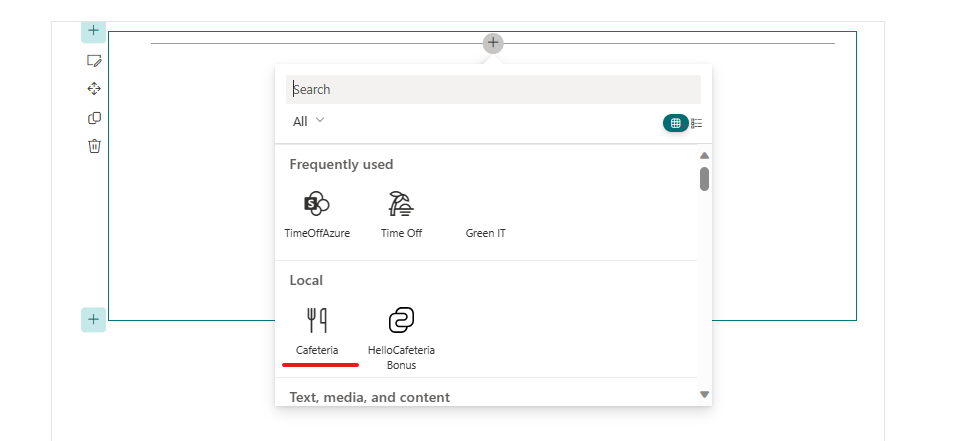 Search
All
Frequently used
S
TimeOffAzure
Time Off
Green IT
Local
Cafeteria
HelloCafeteria
Bonus
Text, media, and content